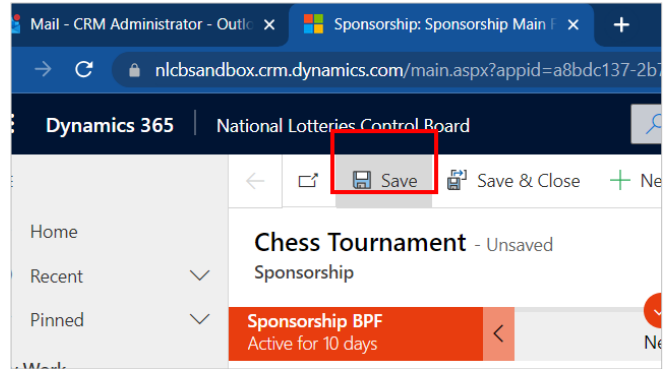 Mail - CRM Administrator - Outlo
Sponsorship: Sponsorship Main F
nlcbsandbox.crm.dynamics.com/main.aspx?appid=a8bdc137-2b7
Dynamics 365 National Lotteries Control Board
Save Save & Close Ne
Home
Chess Tournament - Unsaved
Sponsorship
Recent
Pinned
Sponsorship BPF
Active for 10 days
Ne